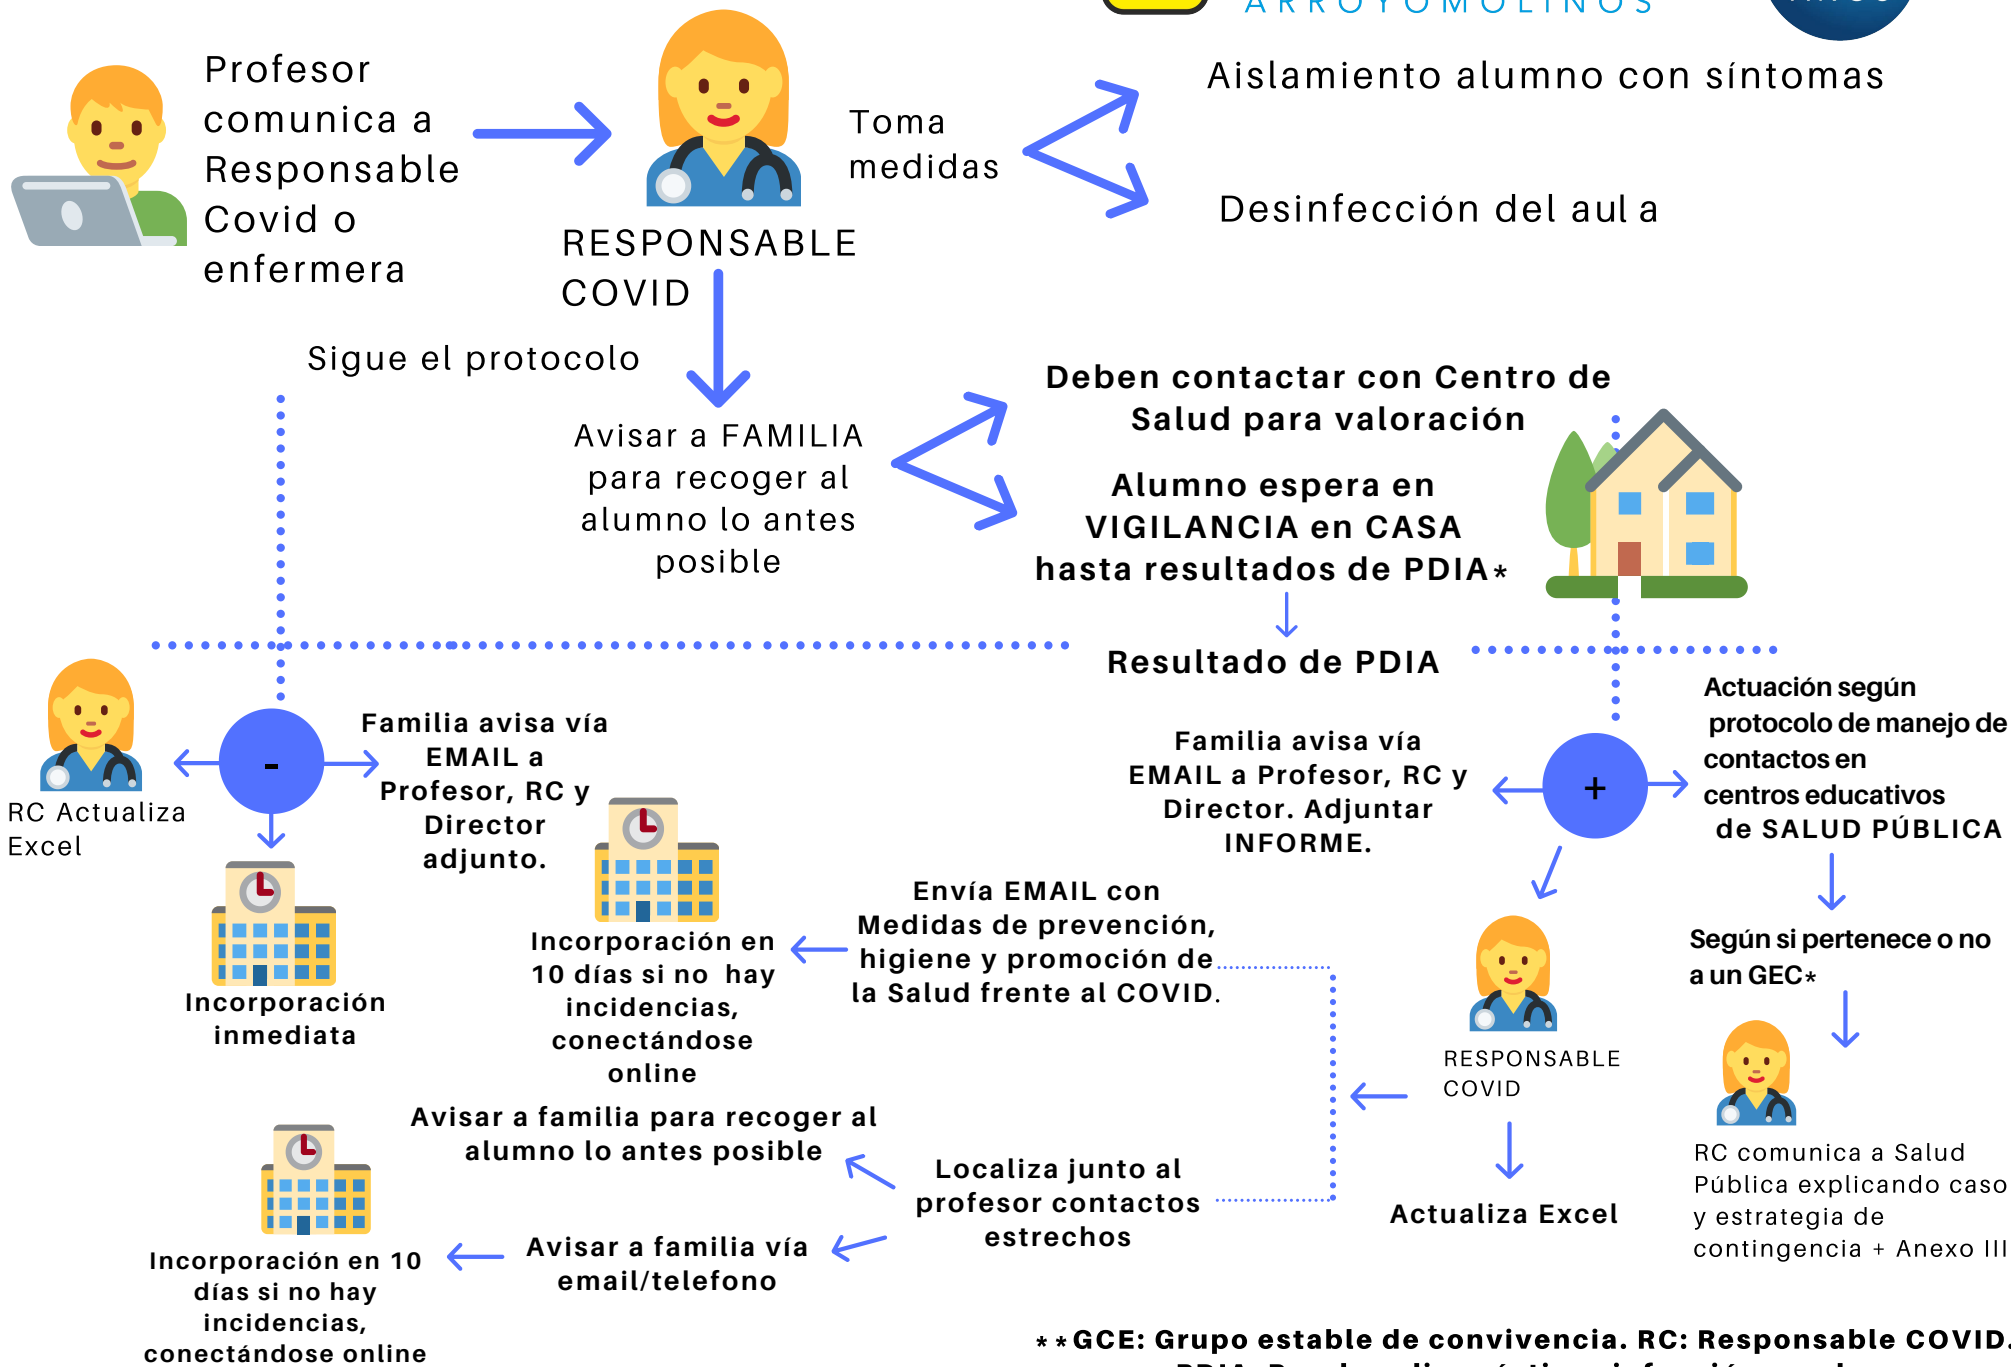 ARROYOMOLINOS
Profesor
comunica a
Responsable
Covid o
enfermera
RESPONSABLE
COVID
Toma
medidas
Aislamiento alumno con síntomas
Desinfección del aul a
Sigue el protocolo
Avisar a FAMILIA
para recoger al
alumno lo antes
posible
Deben contactar con Centro de
Salud para valoración
Alumno espera en
VIGILANCIA en CASA
hasta resultados de PDIA*
Resultado de PDIA
-
RC Actualiza
Excel
Familia avisa vía
EMAIL a
Profesor, RC y
Director
adjunto.
Incorporación
inmediata
+
Familia avisa vía
EMAIL a Profesor, RC y
Director. Adjuntar
INFORME.
Actuación según
protocolo de manejo de
contactos en
centros educativos
de SALUD PÚBLICA
Según si pertenece o no
a un GEC*
RC comunica a Salud
Pública explicando caso
y estrategia de
contingencia + Anexo III
RESPONSABLE
COVID
Actualiza Excel
Envía EMAIL con
Medidas de prevención,
higiene y promoción de
la Salud frente al COVID.
Incorporación en
10 días si no hay
incidencias,
conectándose
online
Localiza junto al
profesor contactos
estrechos
Avisar a familia para recoger al
alumno lo antes posible
Avisar a familia vía
email/telefono
Incorporación en 10
días si no hay
incidencias,
conectándose online
**GCE: Grupo estable de convivencia. RC: Responsable COVID.